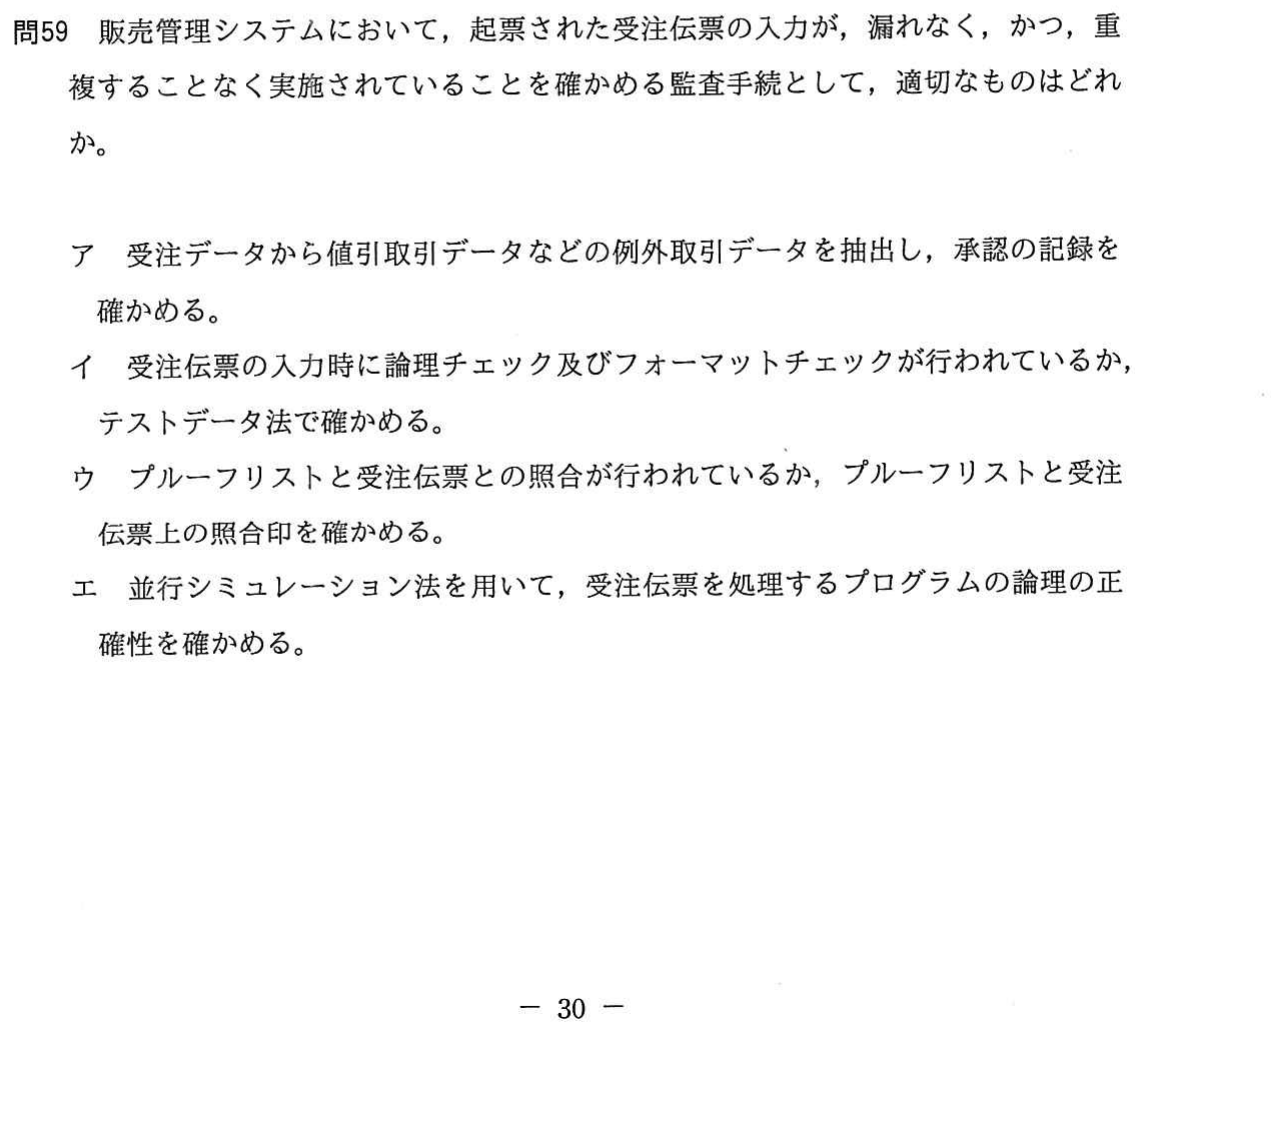 問59 販売管理システムにおいて，起票された受注伝票の入力が，漏れなく，かつ，重
複することなく実施されていることを確かめる監査手続として，適切なものはどれ
か。
ア 受注データから値引取引データなどの例外取引データを抽出し，承認の記録を
確かめる。
イ 受注伝票の入力時に論理チェック及びフォーマットチェックが行われているか，
テストデータ法で確かめる。
ウ プルーフリストと受注伝票との照合が行われているか，プルーフリストと受注
伝票上の照合印を確かめる。
エ 並行シミュレーション法を用いて，受注伝票を処理するプログラムの論理の正
確性を確かめる。
－ 30 －